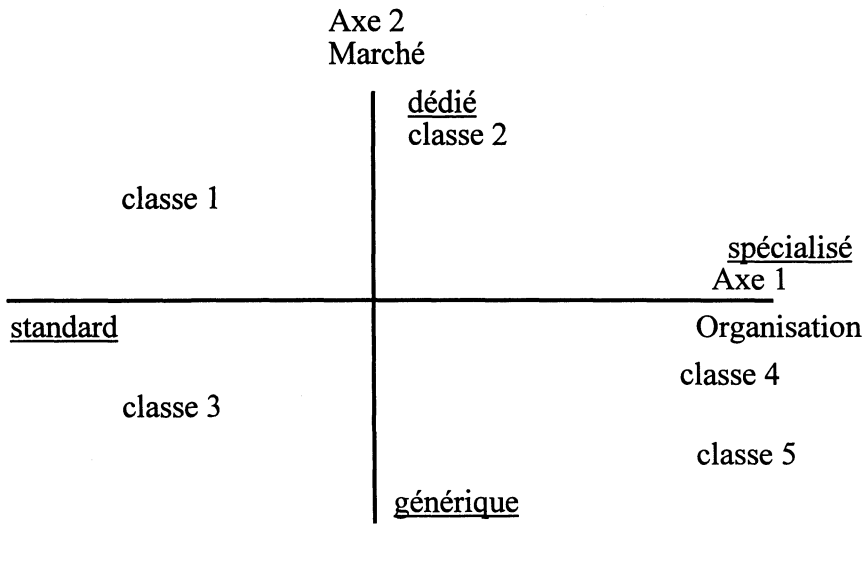 Axe 2
Marché
dédié
classe 2
classe 1
spécialisé
Axe 1
standard
Organisation
classe 4
classe 3
classe 5
générique